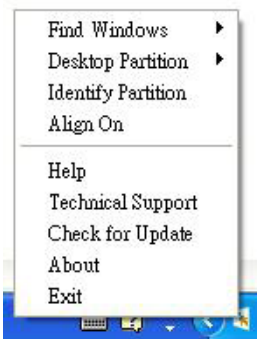 Find Windows
Desktop Partition
Identify Partition
Align On
Help
Technical Support
Check for Update
About
Exit